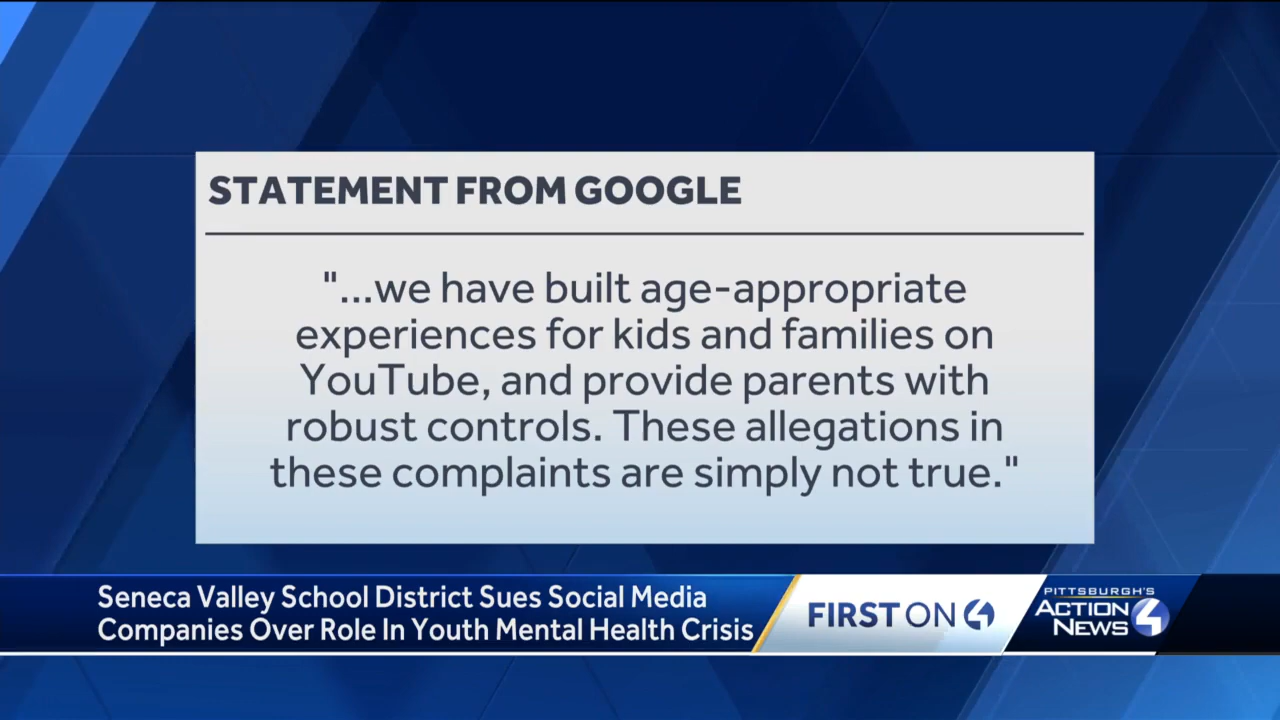 STATEMENT FROM GOOGLE
"...we have built age-appropriate
experiences for kids and families on
YouTube, and provide parents with
robust controls. These allegations in
these complaints are simply not true."
Seneca Valley School District Sues Social Media
Companies Over Role In Youth Mental Health Crisis
FIRST ON 4
PITTSBURGH'S
ACTION
NEWS 4